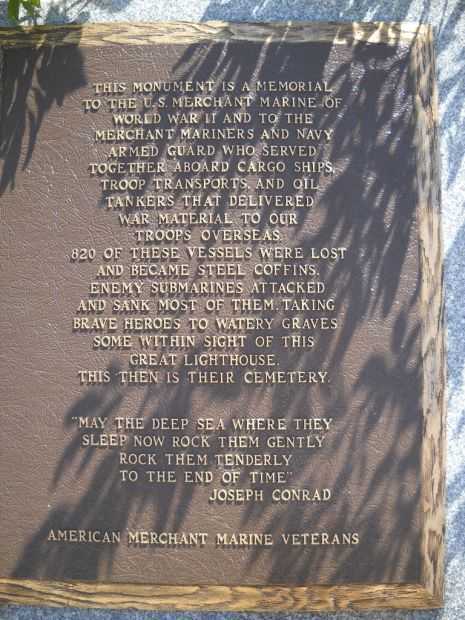 THIS MONUMENT IS A MEMORIAL
TO THE U.S. MERCHANT MARINE OF
WORLD WAR II AND TO THE
MERCHANT MARINERS AND NAVY
ARMED GUARD WHO SERVED
TOGETHER ABOARD CARGO SHIPS,
TROOP TRANSPORTS, AND OIL
TANKERS THAT DELIVERED
WAR MATERIAL TO OUR
TROOPS OVERSEAS.
820 OF THESE VESSELS WERE LOST
AND BECAME STEEL COFFINS.
ENEMY SUBMARINES ATTACKED
AND SANK MOST OF THEM, TAKING
BRAVE HEROES TO WATERY GRAVES.
SOME WITHIN SIGHT OF THIS
GREAT LIGHTHOUSE.
THIS THEN IS THEIR CEMETERY.
"MAY THE DEEP SEA WHERE THEY
SLEEP NOW ROCK THEM GENTLY
ROCK THEM TENDERLY
TO THE END OF TIME"
JOSEPH CONRAD
AMERICAN MERCHANT MARINE VETERANS